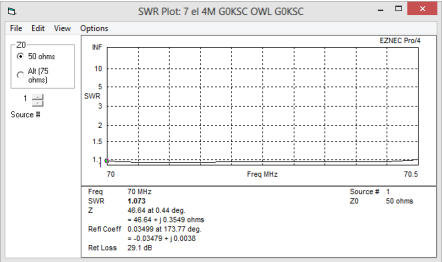 SWR Plot: 7 el 4M G0KSC OWL G0KSC
File Edit View Options
Z0
50 ohms
Alt (75
ohms)
1
Source #
EZNEC Pro/4
INF
10
5
SWR
3
2
1.5
1.1
1
70 Freq MHz 70.5
Freq 70 MHz Source # 1
SWR 1.073 Z0 50 ohms
Z 46.64 at 0.44 deg.
= 46.64 + j 0.3549 ohms
Refl Coeff 0.03499 at 173.77 deg.
= -0.03479 + j 0.0038
Ret Loss 29.1 dB